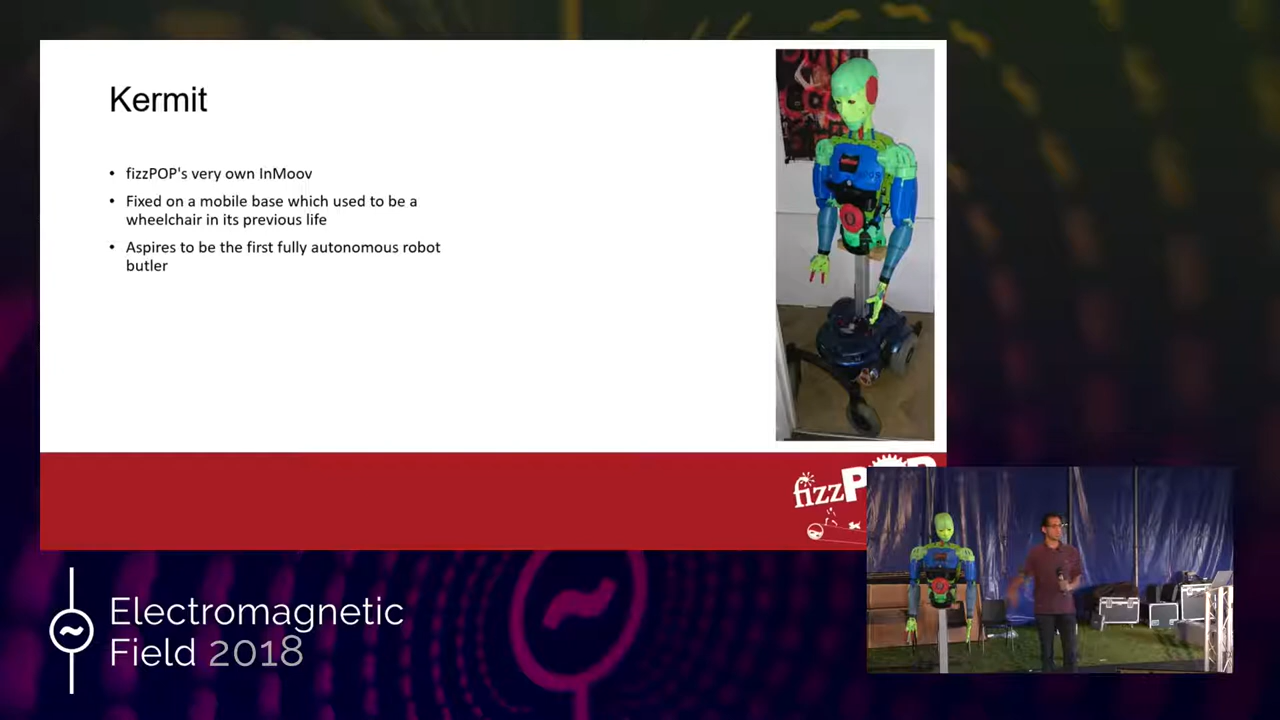 Kermit
• fizzPOP's very own InMoov
• Fixed on a mobile base which used to be a
wheelchair in its previous life
• Aspires to be the first fully autonomous robot
butler
fizzPOP
Electromagnetic
Field 2018